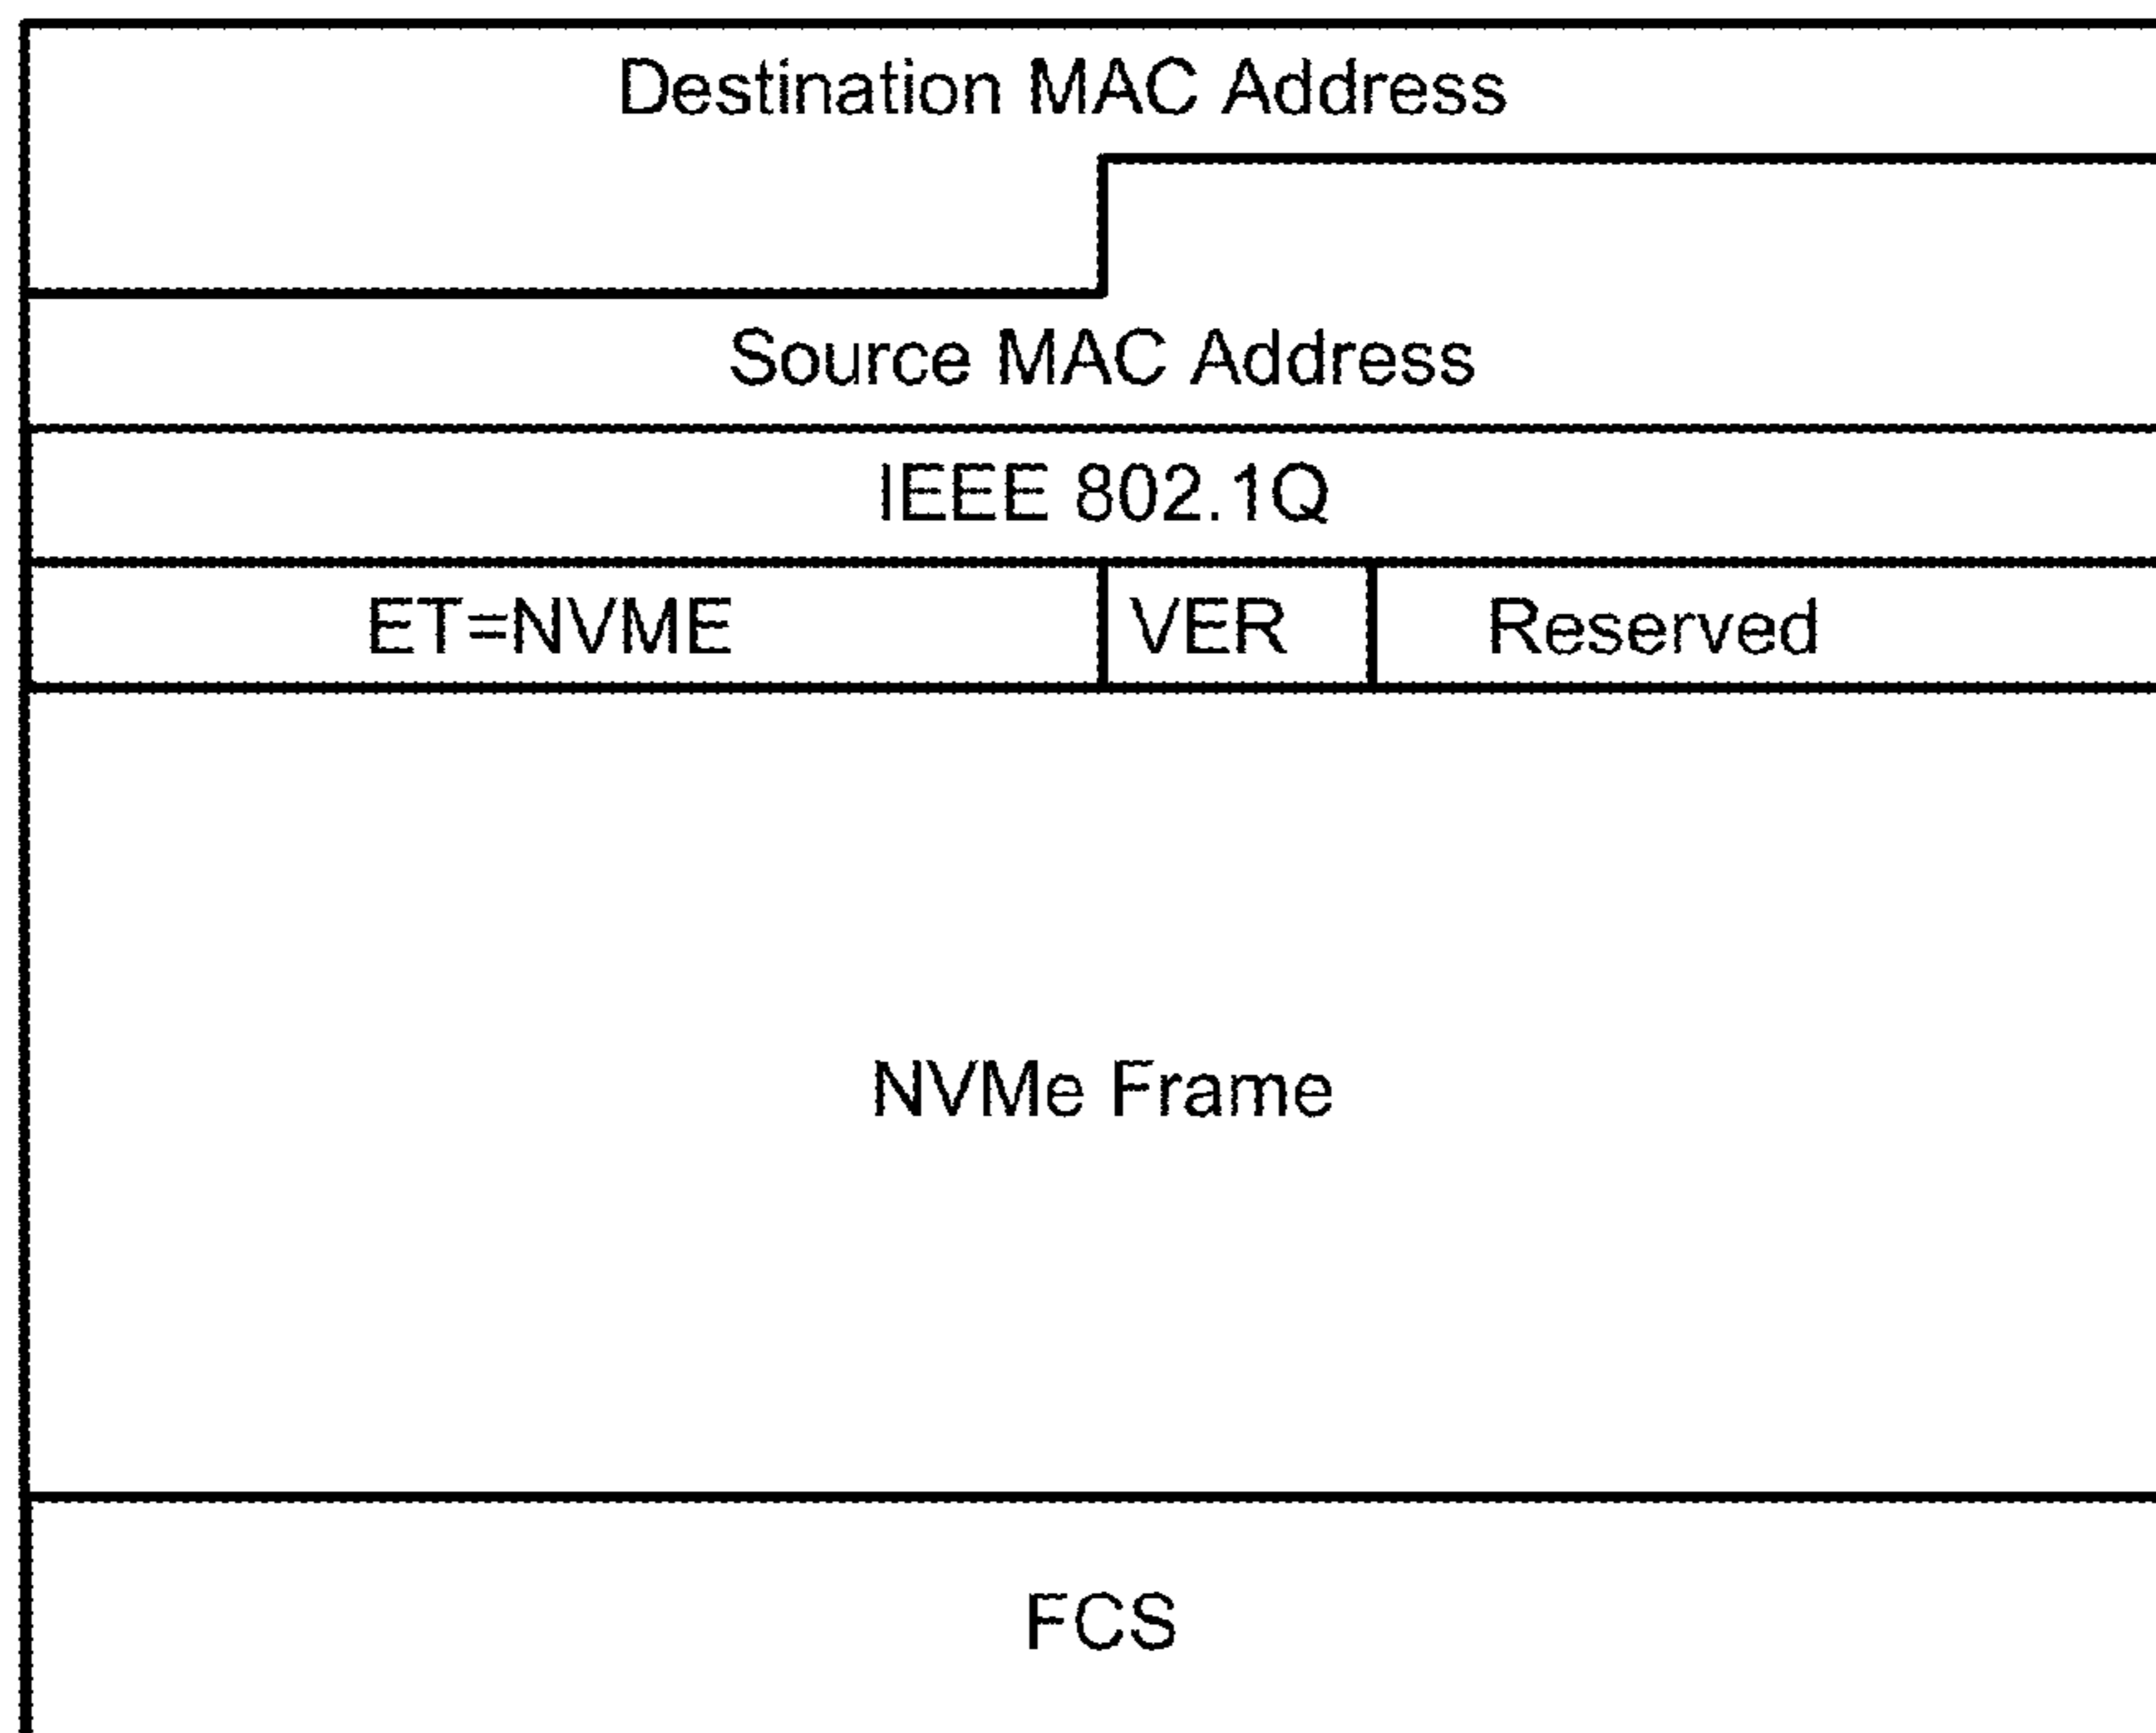 Destination MAC Address
Source MAC Address
IEEE 802.1Q
ET=NVME VER Reserved
NVMe Frame
FCS